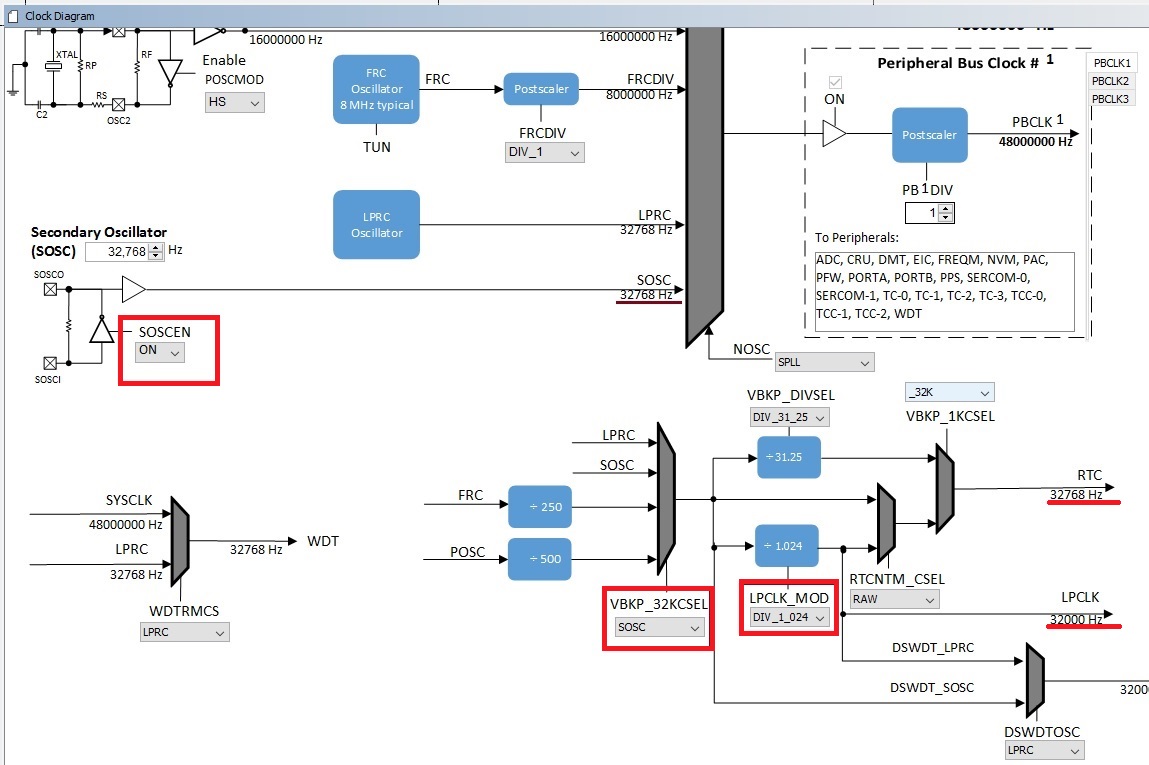 Clock Diagram
16000000 Hz
16000000 Hz
XTAL
RP
RF
RS
C2
OSC2
Enable
POSCMOD
HS
FRC
Oscillator
8 MHz typical
TUN
FRC
Postscaler
FRCDIV
DIV_1
FRCDIV
8000000 Hz
Peripheral Bus Clock # 1
PBCLK1
PBCLK2
PBCLK3
ON
Postscaler
PBCLK 1
48000000 Hz
PB 1 DIV
1
To Peripherals:
ADC, CRU, DMT, EIC, FREQM, NVM, PAC,
PFW, PORTA, PORTB, PPS, SERCOM-0,
SERCOM-1, TC-0, TC-1, TC-2, TC-3, TCC-0,
TCC-1, TCC-2, WDT
LPRC
Oscillator
LPRC
32768 Hz
Secondary Oscillator
(SOSC) 32,768 Hz
SOSCO
SOSCI
SOSCEN
ON
SOSC
32768 Hz
NOSC
SPLL
VBKP_DIVSEL
DIV_31_25
÷31.25
_32K
VBKP_1KCSEL
RTC
32768 Hz
LPRC
SOSC
FRC
÷ 250
POSC
÷ 500
VBKP_32KCSEL
SOSC
÷ 1.024
LPCLK_MOD
DIV_1_024
RTCNTM_CSEL
RAW
LPCLK
32000 Hz
DSWDT_LPRC
DSWDT_SOSC
3200
DSWDTOSC
LPRC
SYSCLK
48000000 Hz
LPRC
32768 Hz
32768 Hz
WDT
WDTRMCS
LPRC